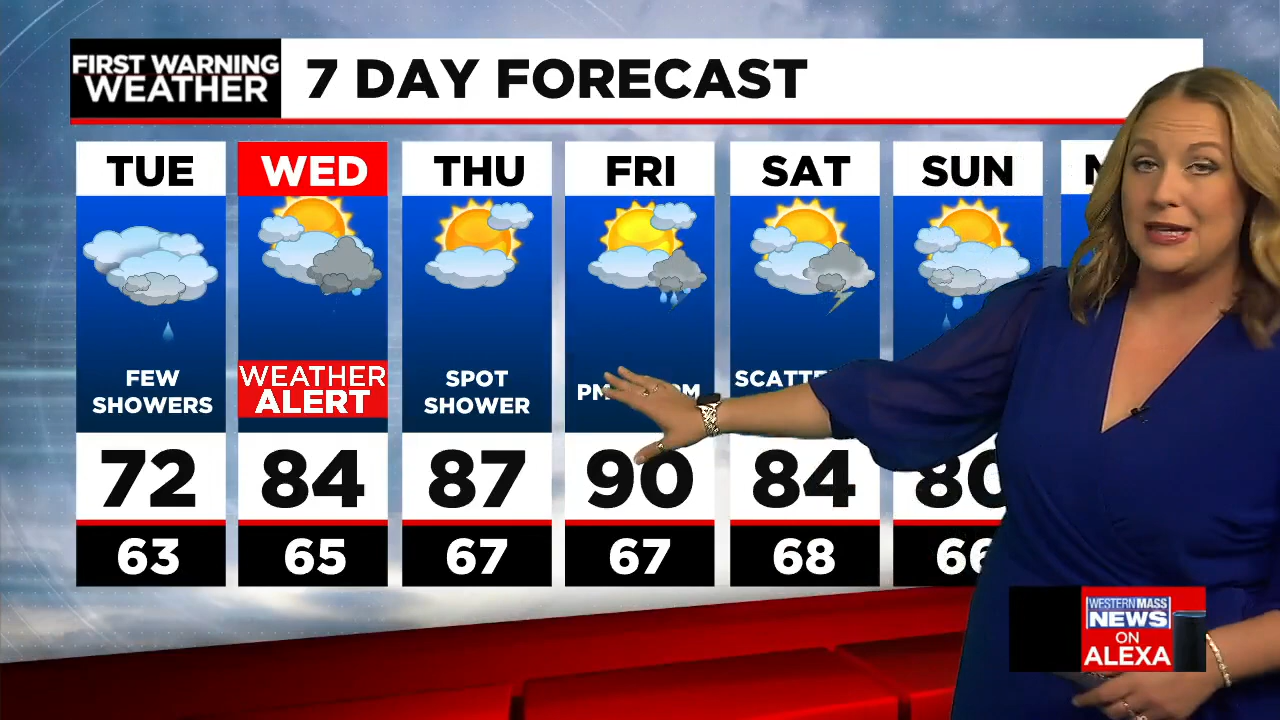 FIRST WARNING
WEATHER
7 DAY FORECAST
TUE
WED
THU
FRI
SAT
SUN
FEW
SHOWERS
WEATHER
ALERT
SPOT
SHOWER
72
84
87
90
84
63
65
67
67
68
66
WESTERN MASS
NEWS
ON
ALEXA